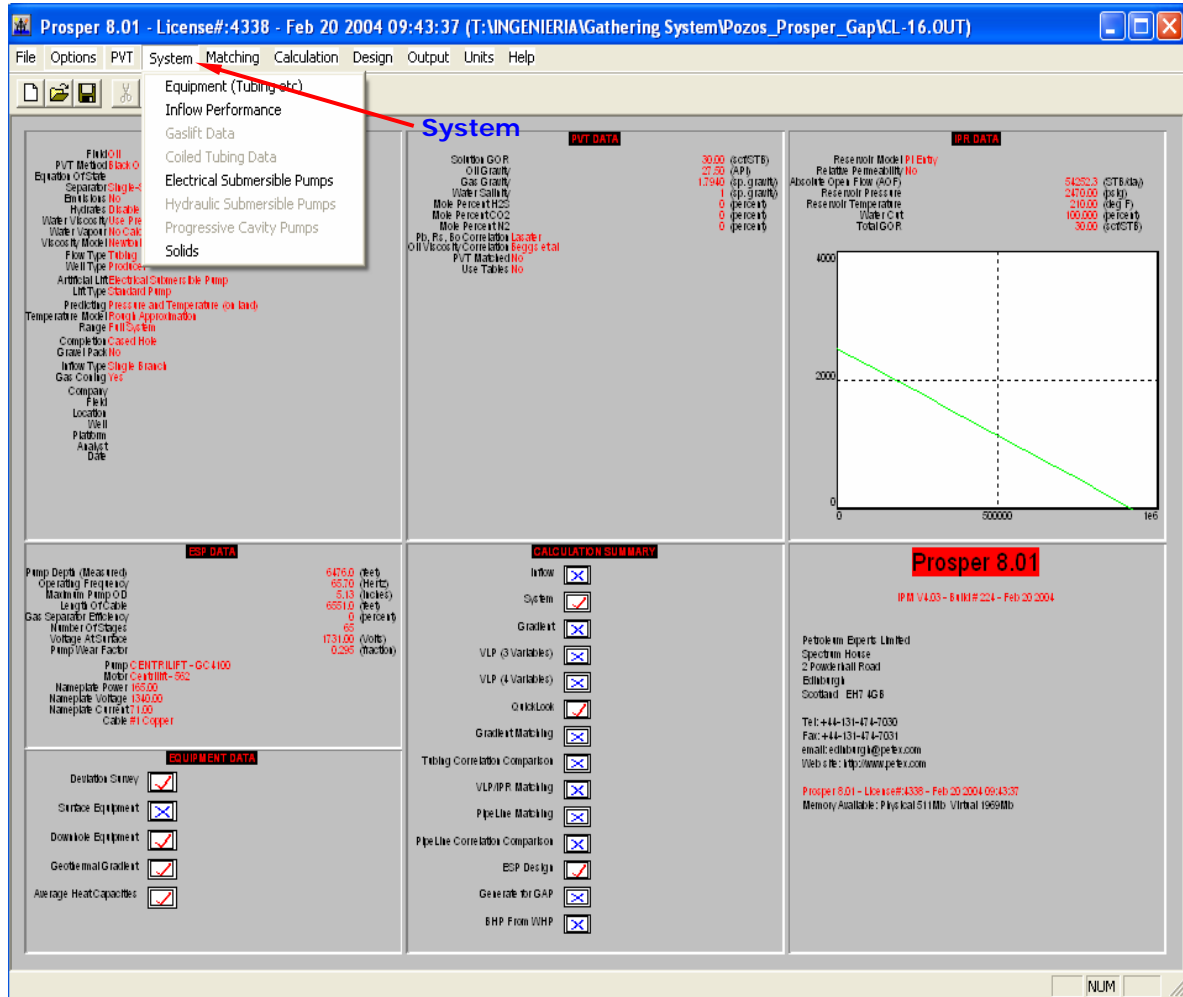 Prosper 8.01 - License#:4338 - Feb 20 2004 09:43:37 (T:\INGENIERIA\Gathering System\Pozos_Prosper_Gap\CL-16.OUT)
File Options PVT System Matching Calculation Design Output Units Help
Equipment (Tubing etc)
Inflow Performance
Gaslift Data
Coiled Tubing Data
Electrical Submersible Pumps
Hydraulic Submersible Pumps
Progressive Cavity Pumps
Solids
System
Fluid Oil
PVT Method Black O
Equation Of State
Separator Single-S
Emulsions No
Hydrates Disable
Water Viscosity Use Pre
Water Vapour No Calc
Viscosity Model Newton
Flow Type Tubing
Well Type Producer
Artificial Lift Electrical Submersible Pump
Lift Type Standard Pump
Predicting Pressure and Temperature (on land)
Temperature Model Rough Approximation
Range Full System
Completion Cased Hole
Gravel Pack No
Inflow Type Single Branch
Gas Coning Yes
Company
Field
Location
Well
Platform
Analyst
Date
PVT DATA
Solution GOR 30.00 (scf/STB)
Oil Gravity 27.50 (API)
Gas Gravity 1.7940 (sp. gravity)
Water Salinity 1 (sp. gravity)
Mole Percent H2S 0 (percent)
Mole Percent CO2 0 (percent)
Mole Percent N2 0 (percent)
Pb, Rs, Bo Correlation Lasater
Oil Viscosity Correlation Beggs et al
PVT Matched No
Use Tables No
IPR DATA
Reservoir Model PI Entry
Relative Permeability No
Absolute Open Flow (AOF) 54252.3 (STB/day)
Reservoir Pressure 2470.00 (psig)
Reservoir Temperature 210.00 (deg F)
Water Cut 100.000 (percent)
Total GOR 30.00 (scf/STB)
4000
2000
0
0 500000 1e6
ESP DATA
Pump Depth (Measured) 6476.0 (feet)
Operating Frequency 65.70 (Hertz)
Maximum Pump OD 5.13 (inches)
Length Of Cable 6551.0 (feet)
Gas Separator Efficiency 0 (percent)
Number Of Stages 65
Voltage At Surface 1731.00 (Volts)
Pump Wear Factor 0.295 (fraction)
Pump CENTRILIFT - GC4100
Motor Centrilift - 562
Nameplate Power 165.00
Nameplate Voltage 1340.00
Nameplate Current 71.00
Cable #1 Copper
EQUIPMENT DATA
Deviation Survey
Surface Equipment
Downhole Equipment
Geothermal Gradient
Average Heat Capacities
CALCULATION SUMMARY
Inflow
System
Gradient
VLP (3 Variables)
VLP (4 Variables)
QuickLook
Gradient Matching
Tubing Correlation Comparison
VLP/IPR Matching
PipeLine Matching
PipeLine Correlation Comparison
ESP Design
Generate for GAP
BHP From WHP
Prosper 8.01
IPM V4.03 - Build # 224 - Feb 20 2004
Petroleum Experts Limited
Spectrum House
2 Powderhall Road
Edinburgh
Scotland EH7 4GB
Tel : +44-131-474-7030
Fax: +44-131-474-7031
email: edinburgh@petex.com
Website : http://www.petex.com
Prosper 8.01 - License#:4338 - Feb 20 2004 09:43:37
Memory Available : Physical 511Mb Virtual 1969Mb
NUM